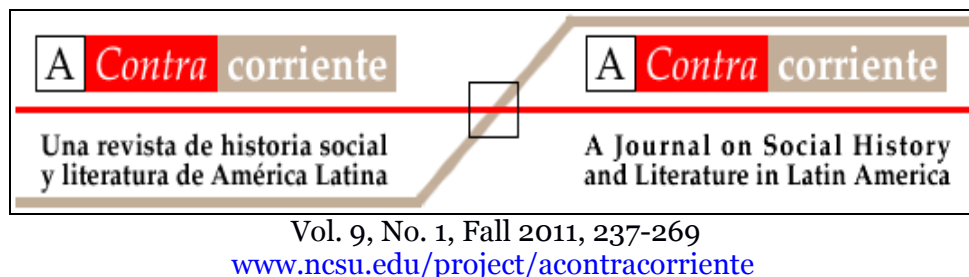 A Contra corriente
Una revista de historia social
y literatura de América Latina
A Contra corriente
A Journal on Social History
and Literature in Latin America
Vol. 9, No. 1, Fall 2011, 237-269
www.ncsu.edu/project/acontracorriente